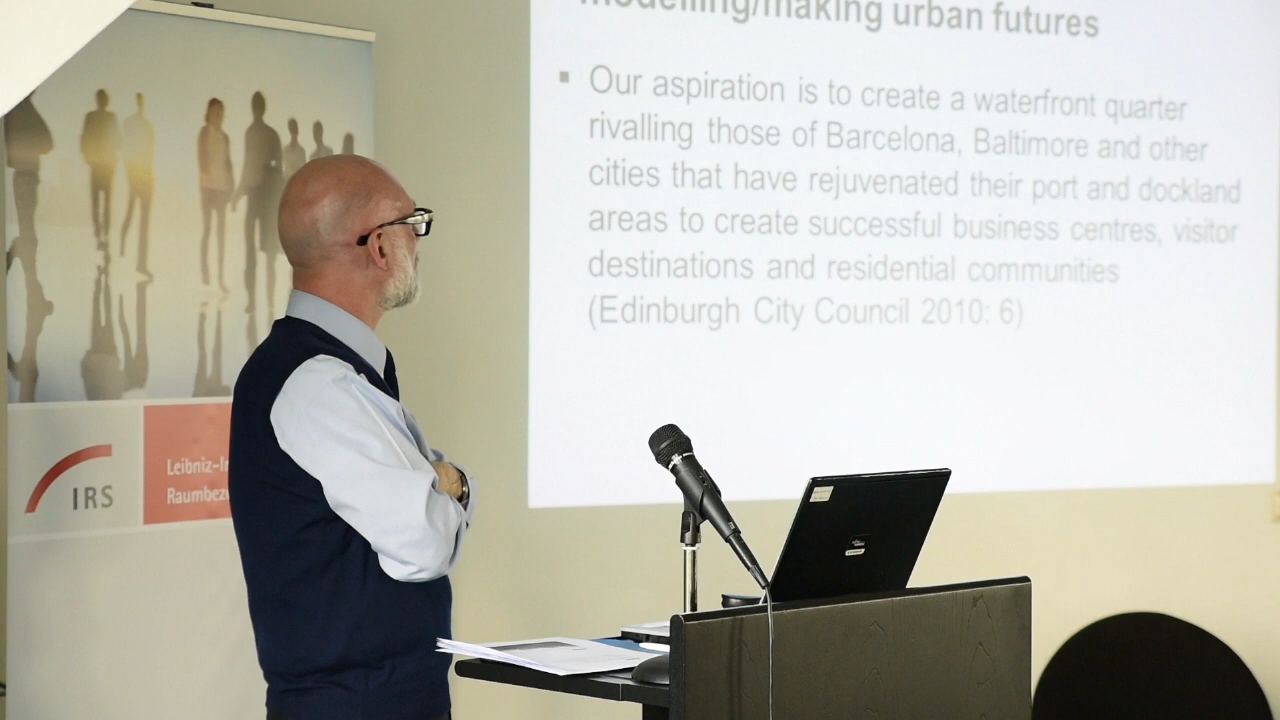 modelling/making urban futures
▪ Our aspiration is to create a waterfront quarter
rivalling those of Barcelona, Baltimore and other
cities that have rejuvenated their port and dockland
areas to create successful business centres, visitor
destinations and residential communities
(Edinburgh City Council 2010: 6)
IRS
Leibniz-I
Raumbez